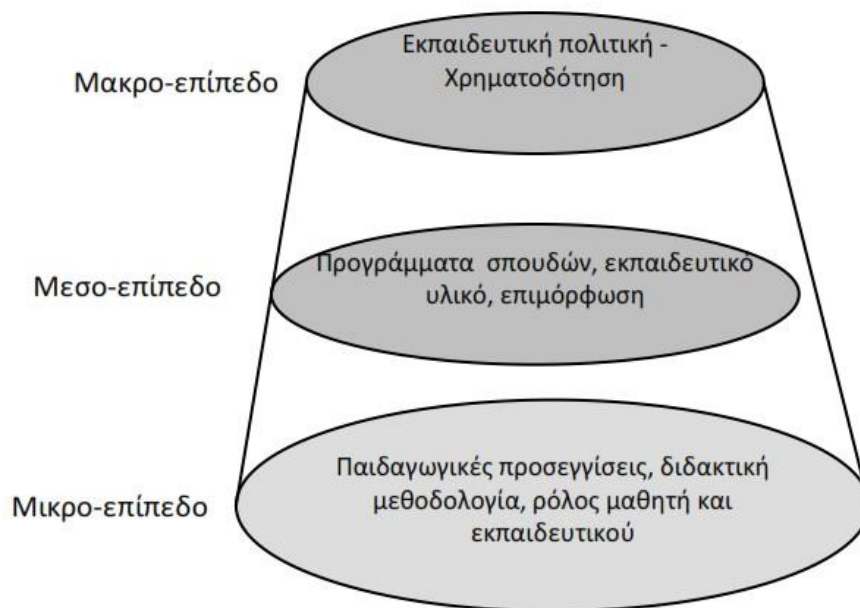 Εκπαιδευτική πολιτική -
Χρηματοδότηση
Μακρο-επίπεδο
Προγράμματα σπουδών, εκπαιδευτικό
υλικό, επιμόρφωση
Μεσο-επίπεδο
Παιδαγωγικές προσεγγίσεις, διδακτική
μεθοδολογία, ρόλος μαθητή και
εκπαιδευτικού
Μικρο-επίπεδο